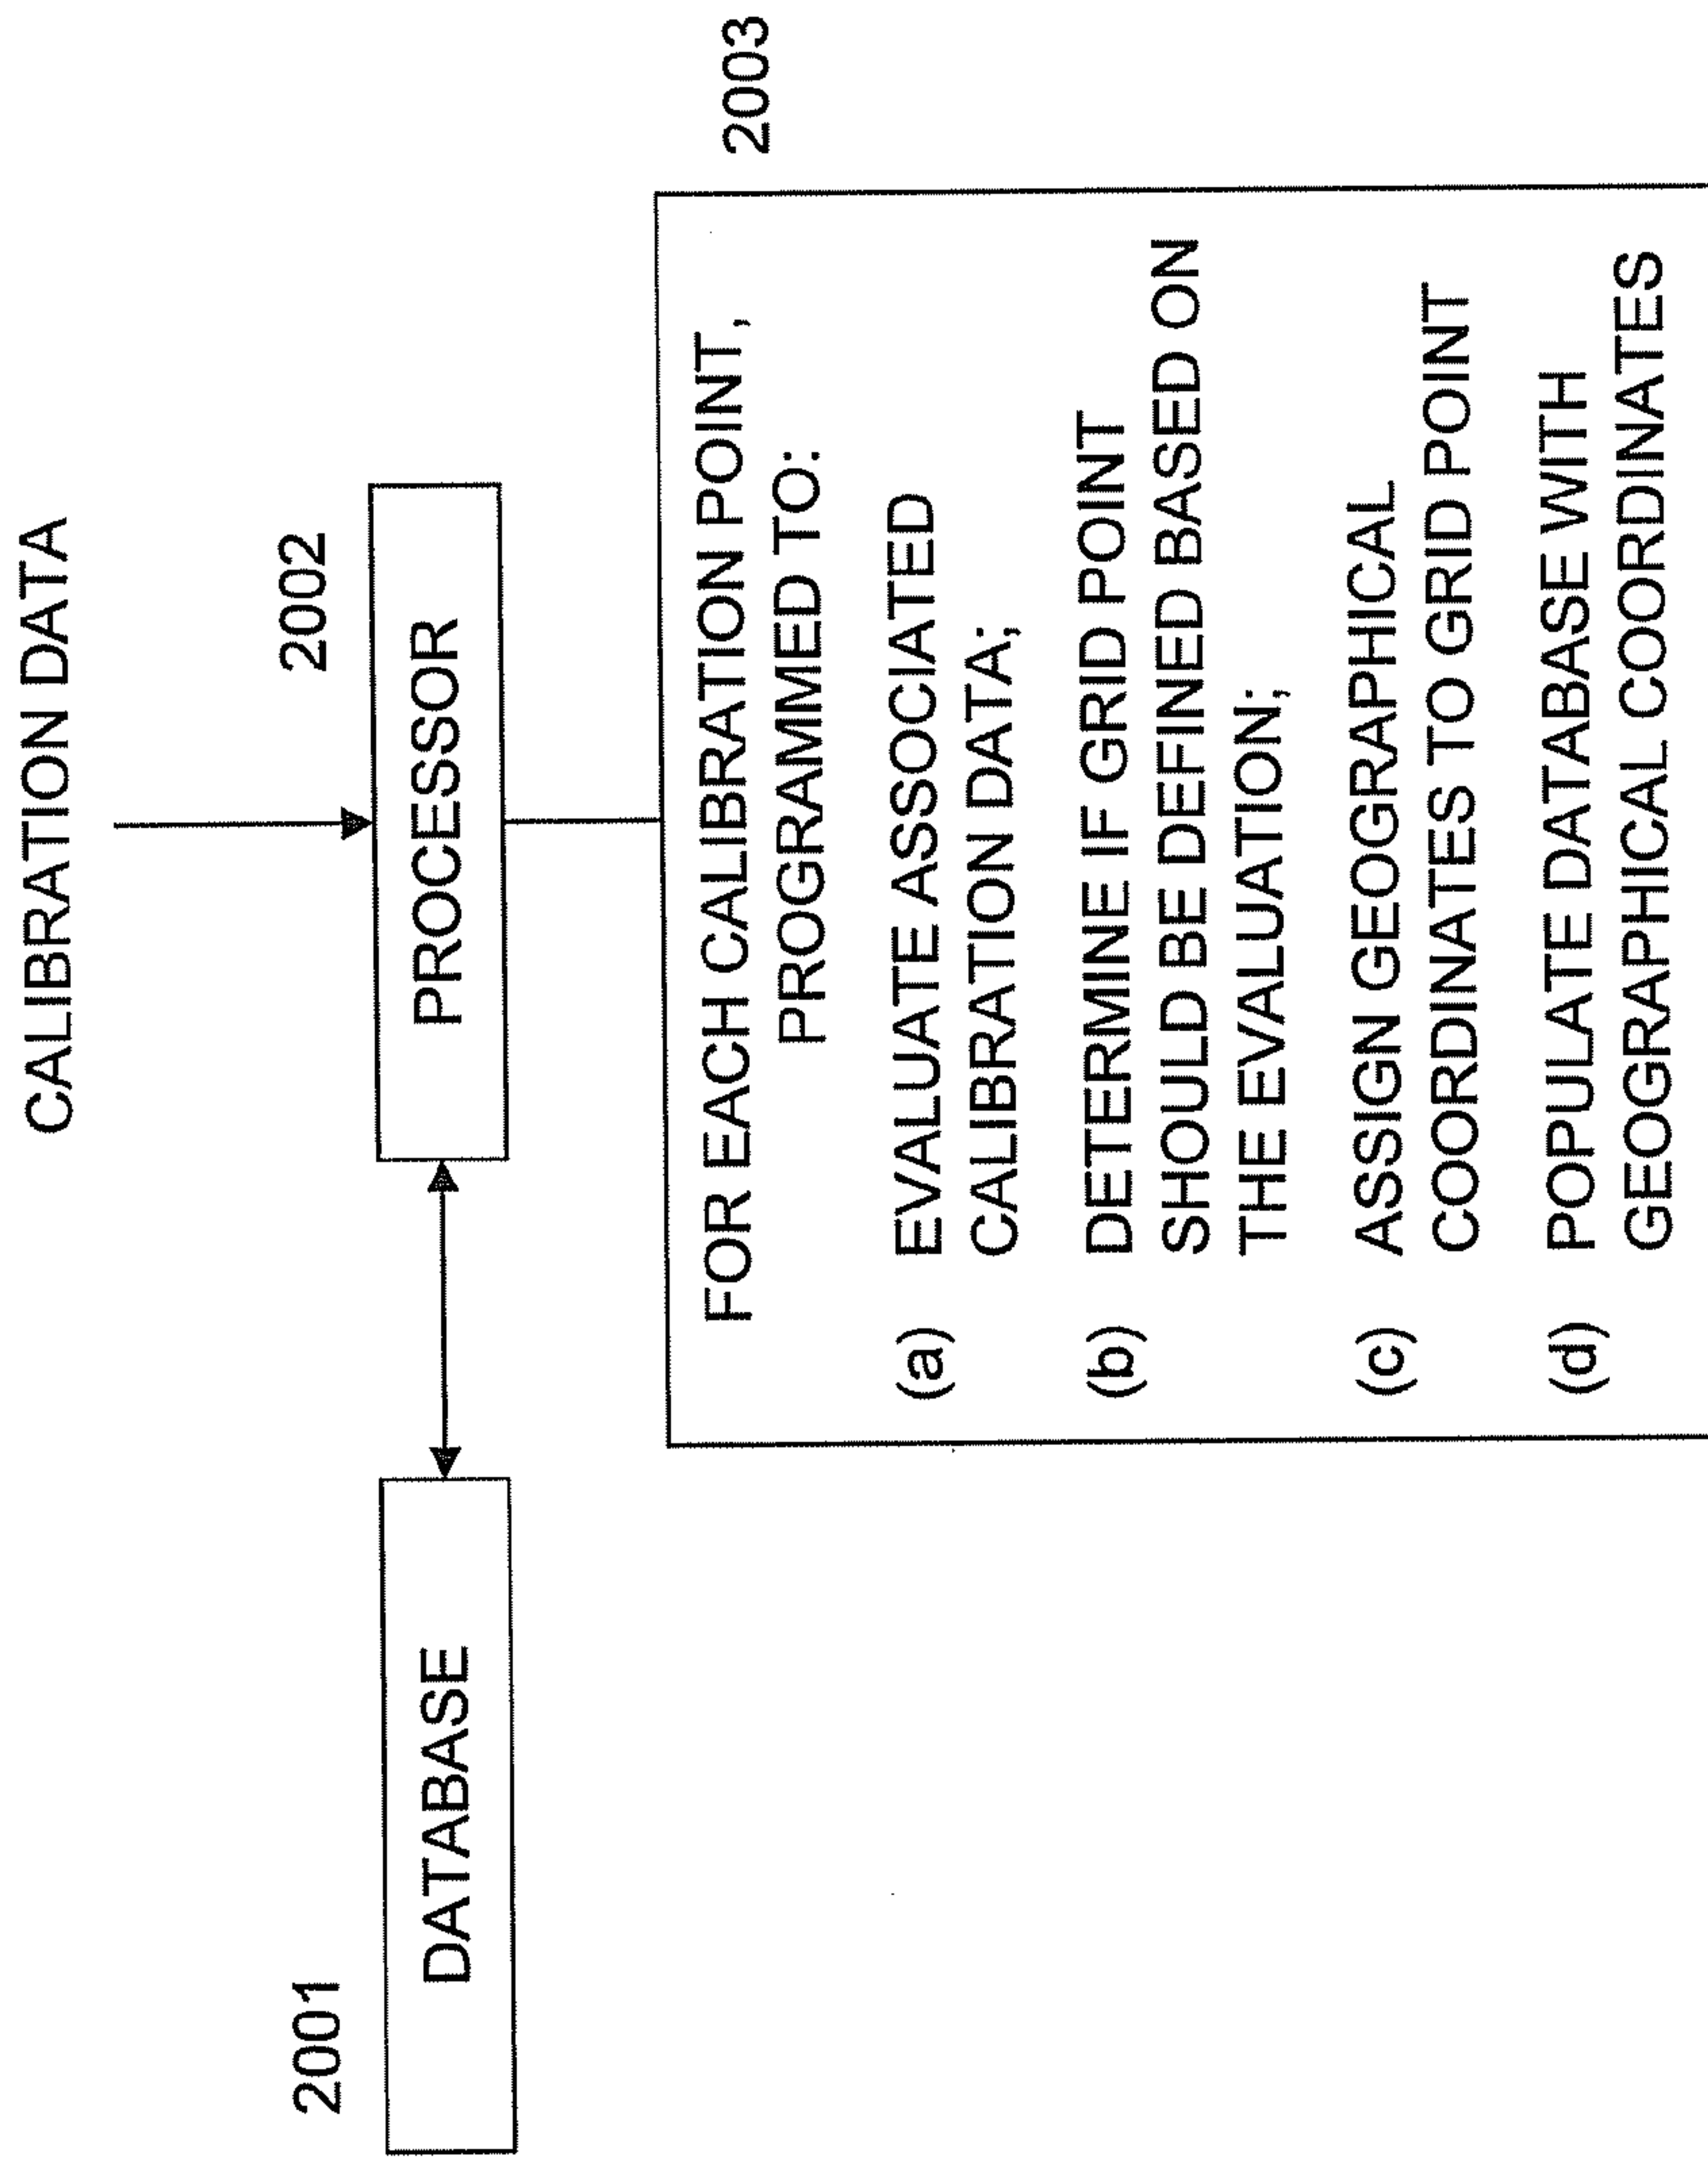 CALIBRATION DATA
2001
2002
DATABASE
PROCESSOR
2003
FOR EACH CALIBRATION POINT,
PROGRAMMED TO:
(a) EVALUATE ASSOCIATED
CALIBRATION DATA;
(b) DETERMINE IF GRID POINT
SHOULD BE DEFINED BASED ON
THE EVALUATION;
(c) ASSIGN GEOGRAPHICAL
COORDINATES TO GRID POINT
(d) POPULATE DATABASE WITH
GEOGRAPHICAL COORDINATES